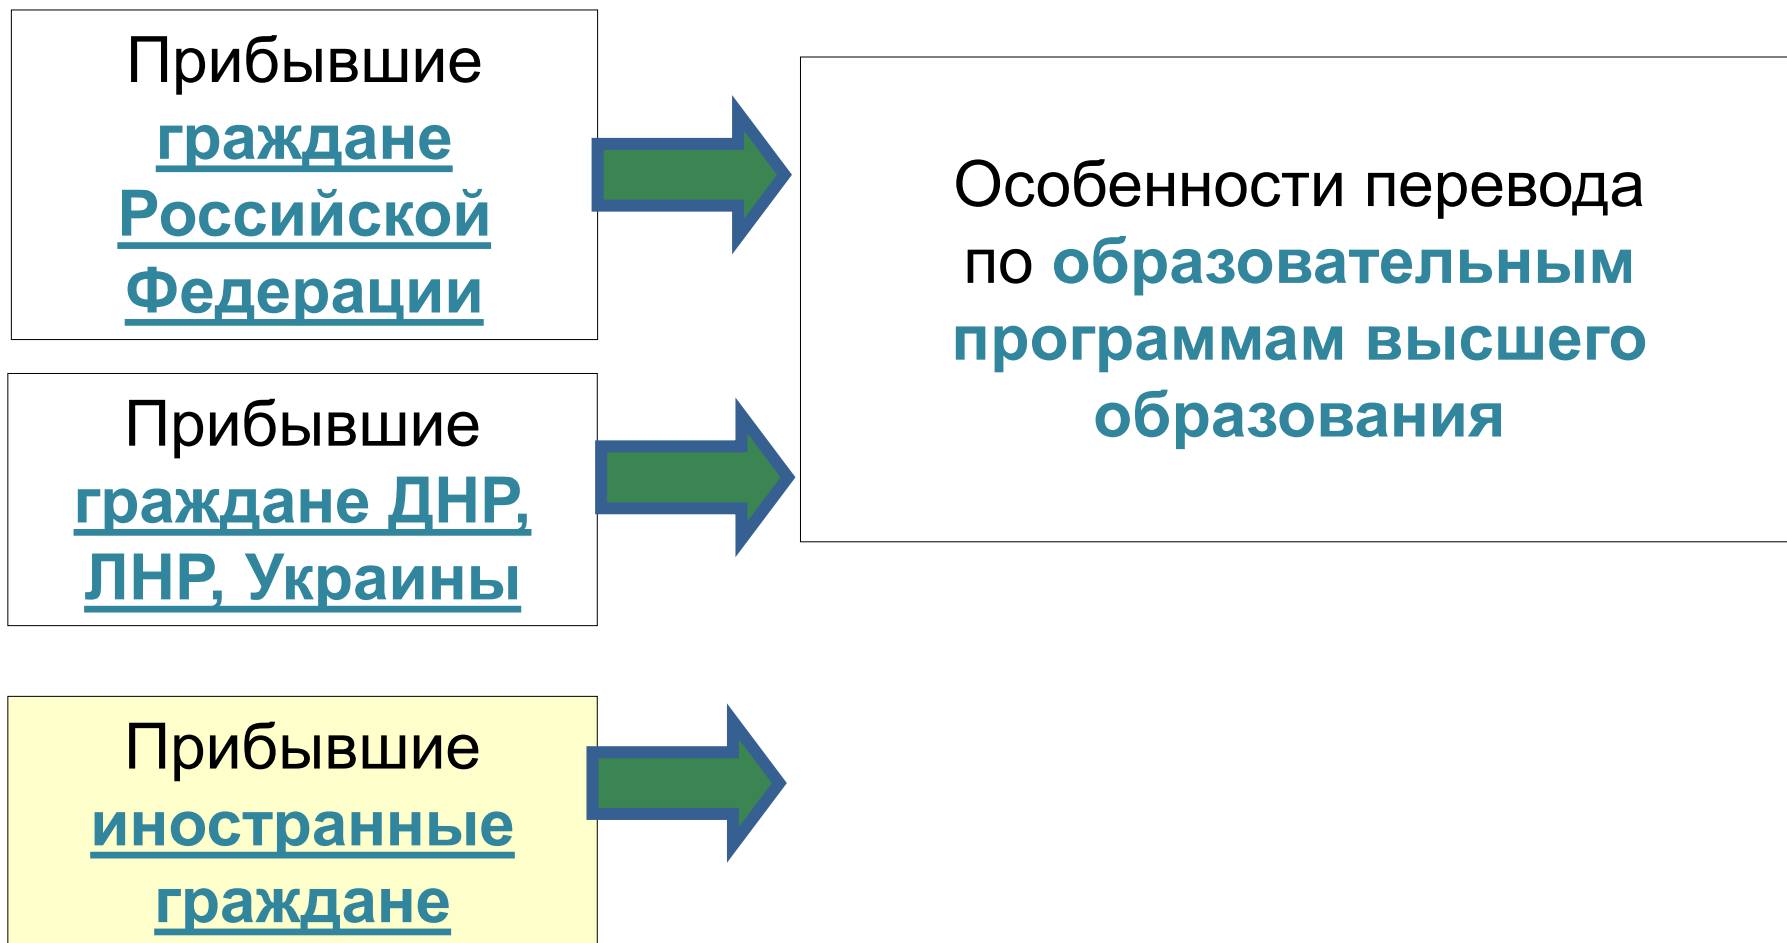 Прибывшие
граждане
Российской
Федерации
Особенности перевода
по образовательным
программам высшего
образования
Прибывшие
граждане ДНР,
ЛНР, Украины
Прибывшие
иностранные
граждане